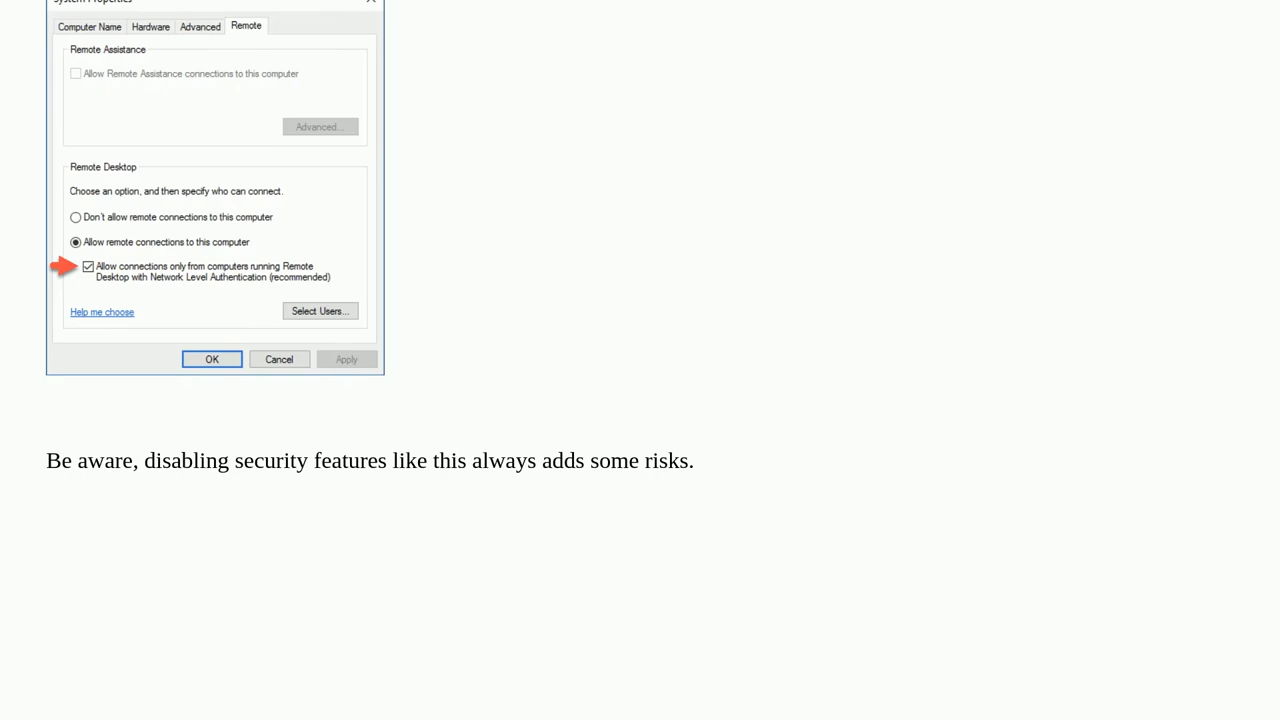 System Properties
Computer Name Hardware Advanced Remote
Remote Assistance
Allow Remote Assistance connections to this computer
Advanced...
Remote Desktop
Choose an option, and then specify who can connect.
Don't allow remote connections to this computer
Allow remote connections to this computer
Allow connections only from computers running Remote
Desktop with Network Level Authentication (recommended)
Help me choose
Select Users...
OK Cancel Apply
Be aware, disabling security features like this always adds some risks.